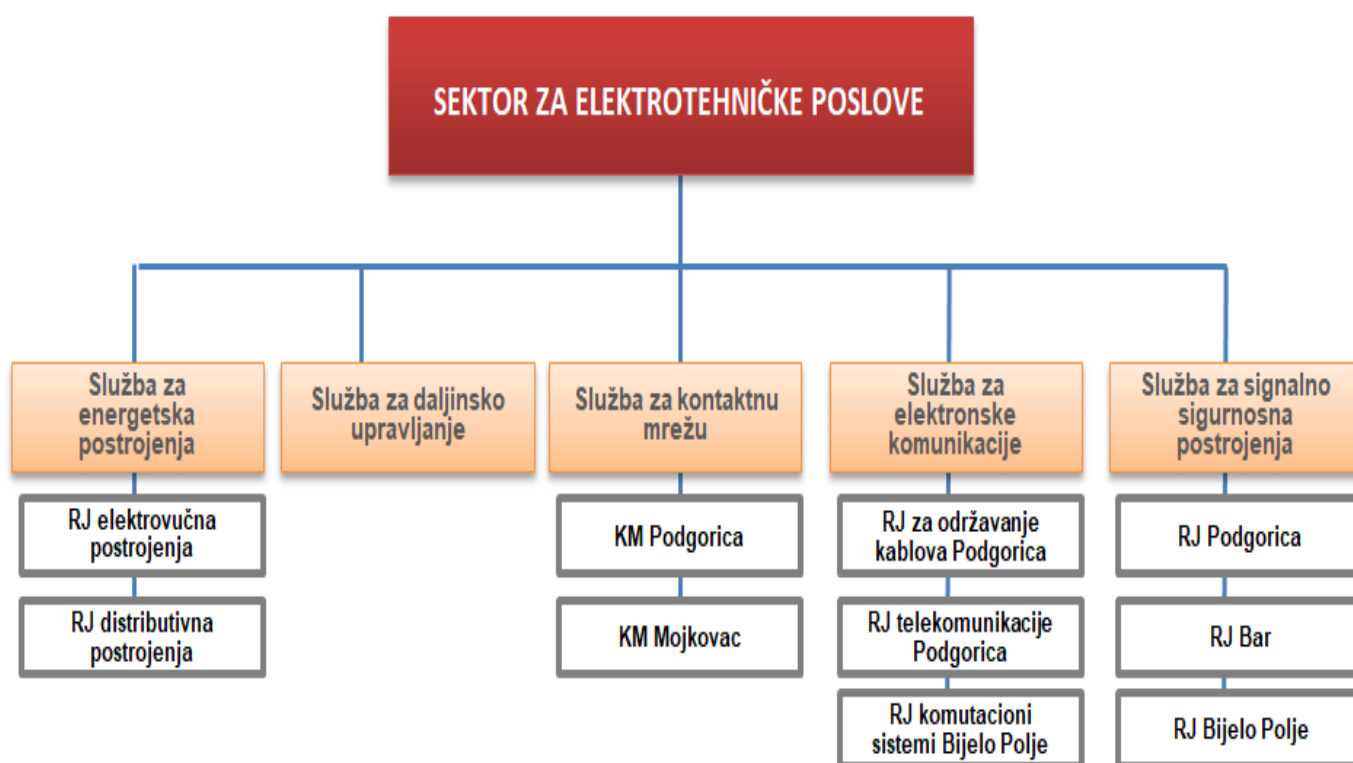 SEKTOR ZA ELEKTROTEHNIČKE POSLOVE
Služba za
energetska
postrojenja
Služba za daljinsko
upravljanje
Služba za kontaktnu
mrežu
Služba za
elektronske
komunikacije
Služba za signalno
sigurnosna
postrojenja
RJ elektrovučna
postrojenja
KM Podgorica
RJ za održavanje
kablova Podgorica
RJ Podgorica
RJ distributivna
postrojenja
KM Mojkovac
RJ telekomunikacije
Podgorica
RJ Bar
RJ komutacioni
sistemi Bijelo Polje
RJ Bijelo Polje